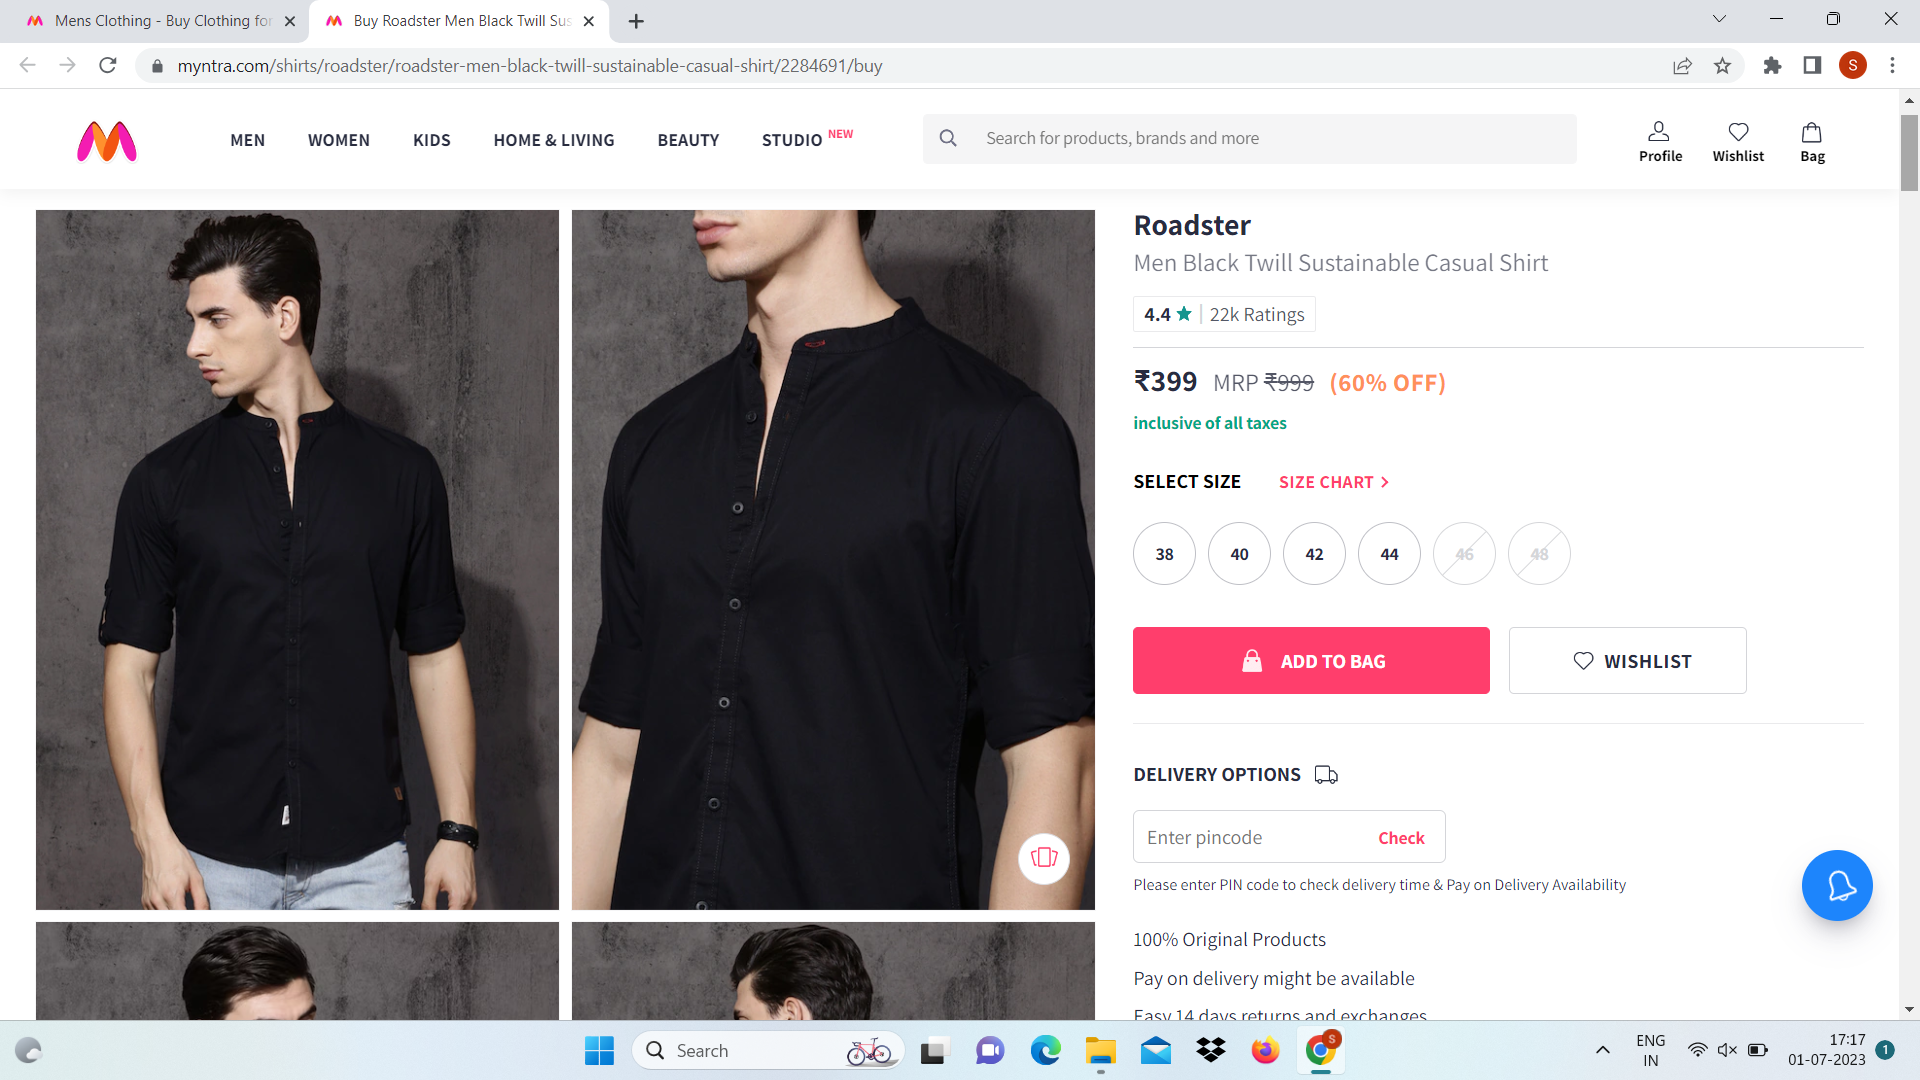 Mens Clothing - Buy Clothing for
Buy Roadster Men Black Twill Sus
myntra.com/shirts/roadster/roadster-men-black-twill-sustainable-casual-shirt/2284691/buy
S
MEN
WOMEN
KIDS
HOME & LIVING
BEAUTY
STUDIO NEW
Search for products, brands and more
Profile
Wishlist
Bag
Roadster
Men Black Twill Sustainable Casual Shirt
4.4 ★ | 22k Ratings
₹399 MRP ₹999 (60% OFF)
inclusive of all taxes
SELECT SIZE SIZE CHART >
38 40 42 44 46 48
ADD TO BAG
WISHLIST
DELIVERY OPTIONS
Enter pincode Check
Please enter PIN code to check delivery time & Pay on Delivery Availability
100% Original Products
Pay on delivery might be available
Easy 14 days returns and exchanges
Search
S
ENG
IN
17:17
01-07-2023
1